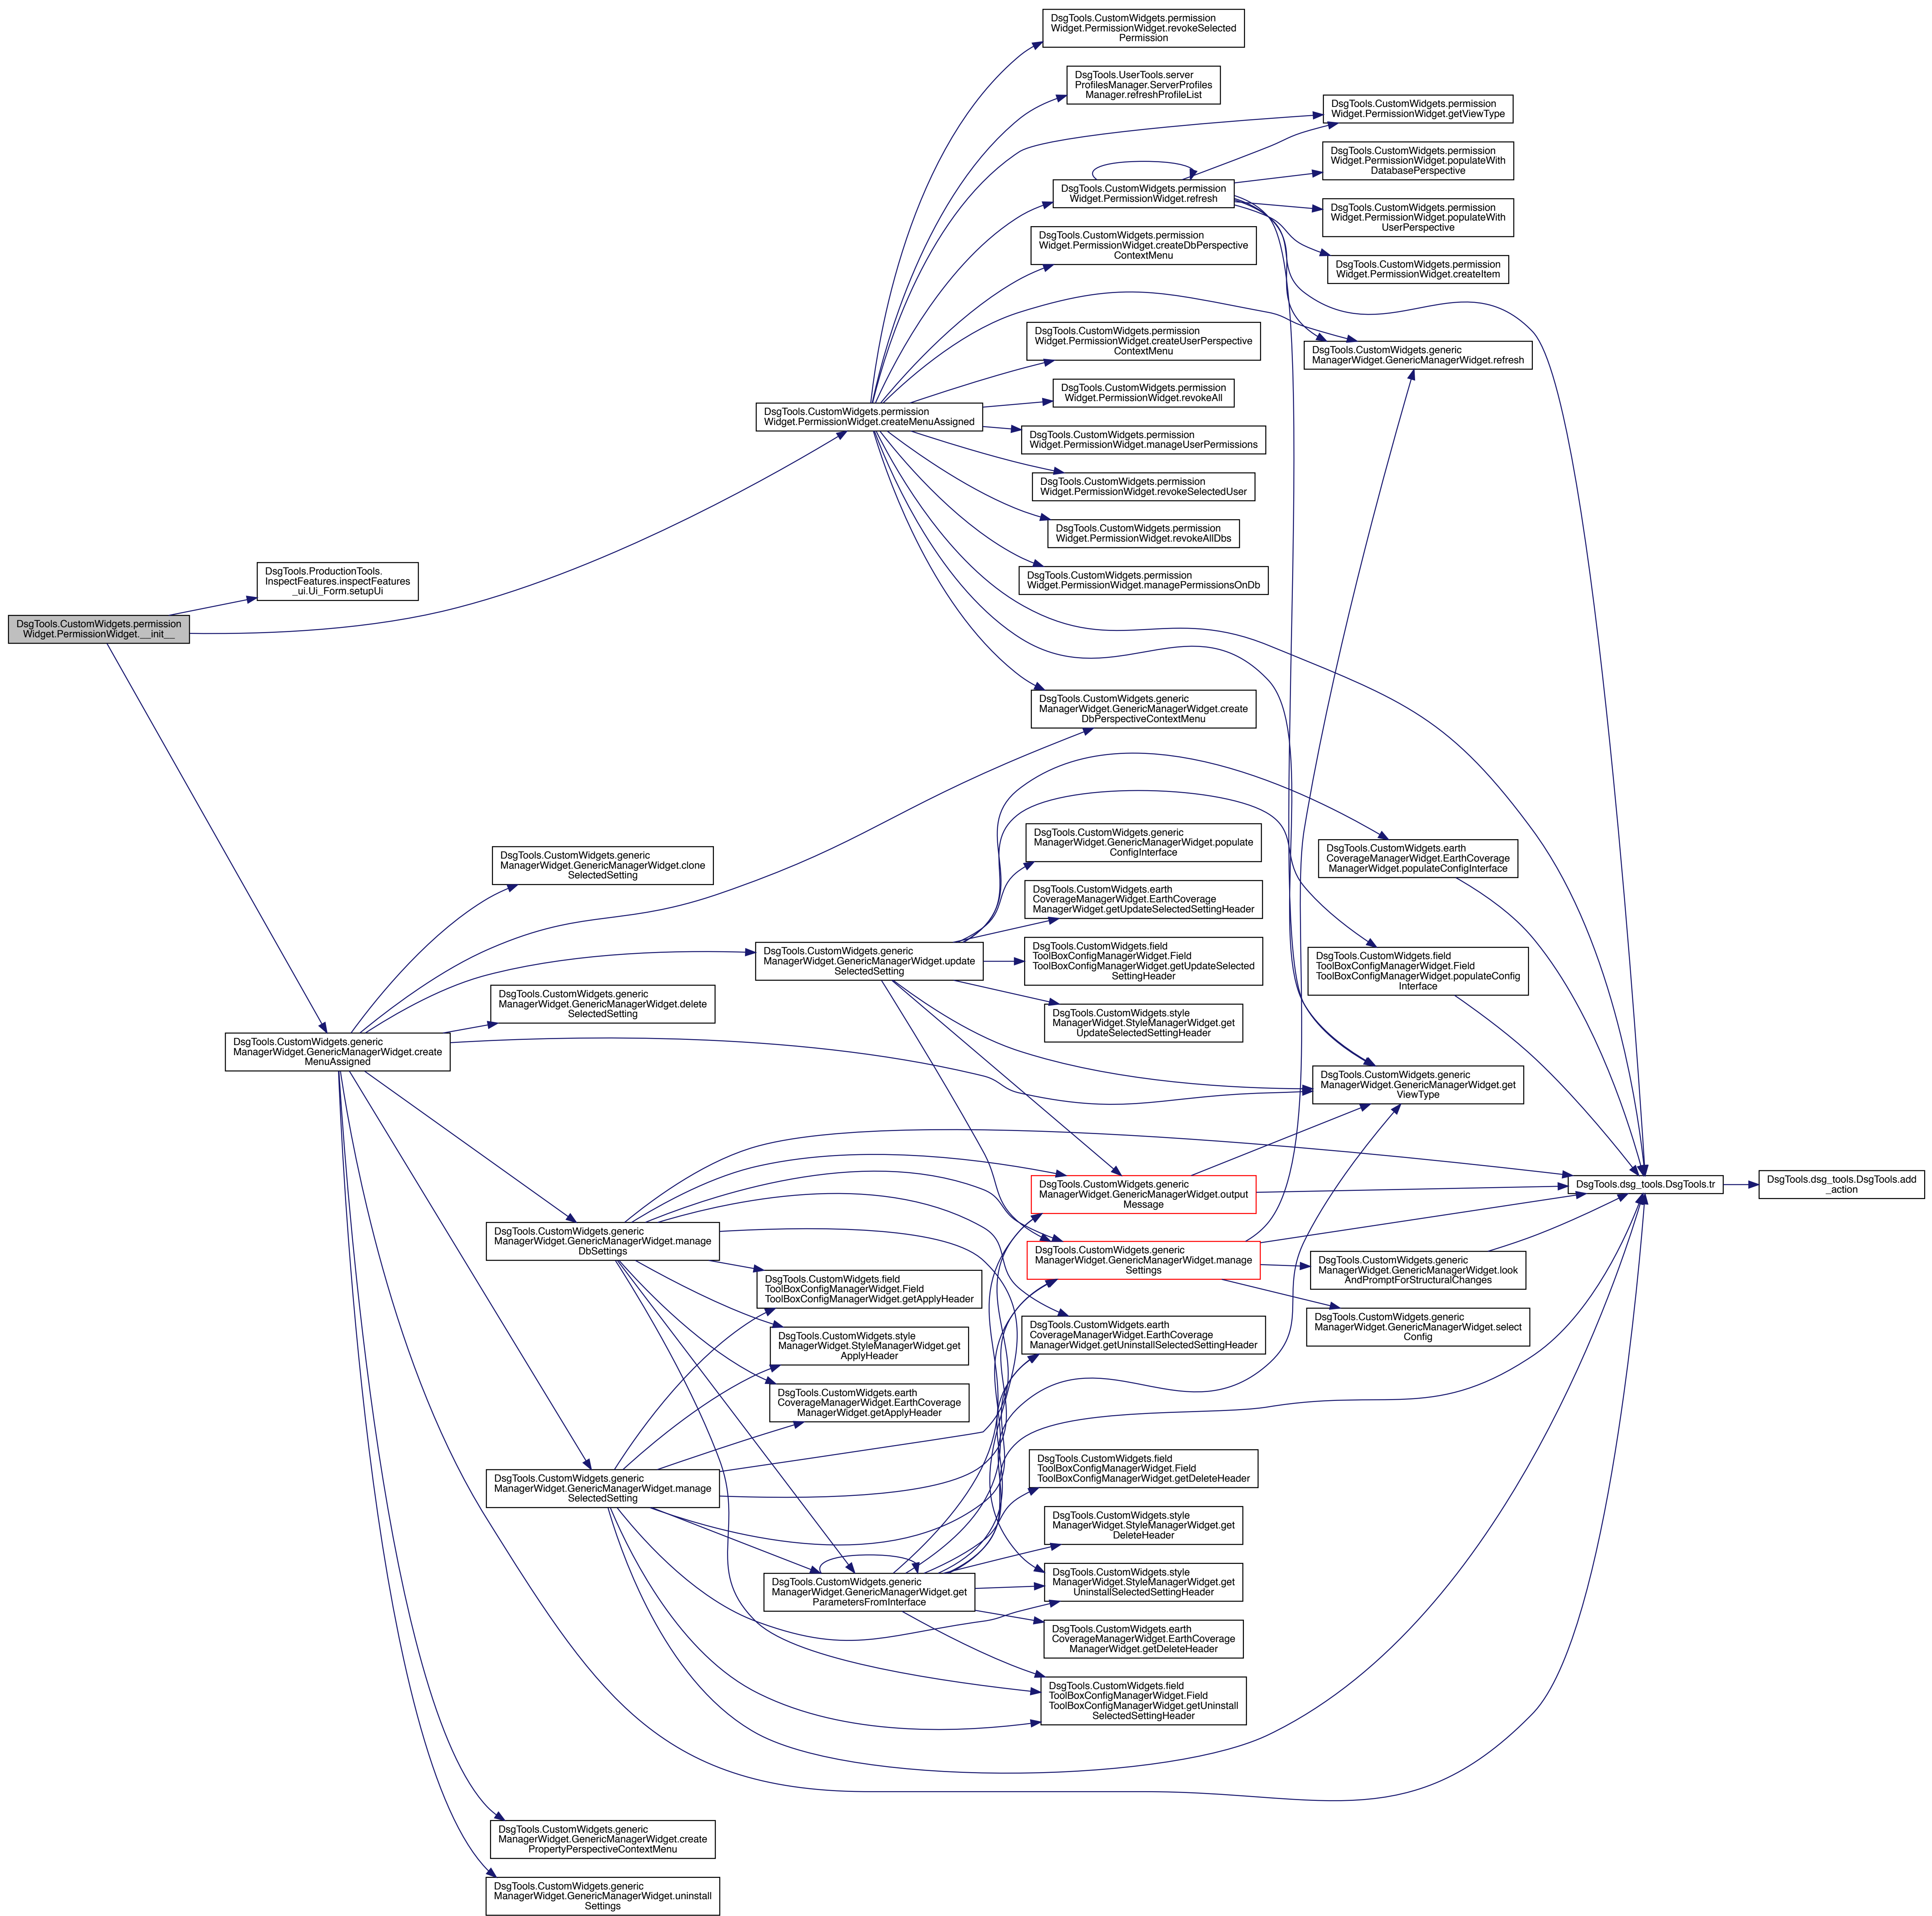 DsgTools.CustomWidgets.permission
Widget.PermissionWidget.__init__
DsgTools.ProductionTools.
InspectFeatures.inspectFeatures
_ui.Ui_Form.setupUi
DsgTools.CustomWidgets.generic
ManagerWidget.GenericManagerWidget.create
MenuAssigned
DsgTools.CustomWidgets.generic
ManagerWidget.GenericManagerWidget.clone
SelectedSetting
DsgTools.CustomWidgets.generic
ManagerWidget.GenericManagerWidget.delete
SelectedSetting
DsgTools.CustomWidgets.generic
ManagerWidget.GenericManagerWidget.manage
DbSettings
DsgTools.CustomWidgets.generic
ManagerWidget.GenericManagerWidget.manage
SelectedSetting
DsgTools.CustomWidgets.generic
ManagerWidget.GenericManagerWidget.create
PropertyPerspectiveContextMenu
DsgTools.CustomWidgets.generic
ManagerWidget.GenericManagerWidget.uninstall
Settings
DsgTools.CustomWidgets.permission
Widget.PermissionWidget.createMenuAssigned
DsgTools.CustomWidgets.generic
ManagerWidget.GenericManagerWidget.update
SelectedSetting
DsgTools.CustomWidgets.field
ToolBoxConfigManagerWidget.Field
ToolBoxConfigManagerWidget.getApplyHeader
DsgTools.CustomWidgets.style
ManagerWidget.StyleManagerWidget.get
ApplyHeader
DsgTools.CustomWidgets.earth
CoverageManagerWidget.EarthCoverage
ManagerWidget.getApplyHeader
DsgTools.CustomWidgets.generic
ManagerWidget.GenericManagerWidget.get
ParametersFromInterface
DsgTools.CustomWidgets.permission
Widget.PermissionWidget.revokeSelected
Permission
DsgTools.UserTools.server
ProfilesManager.ServerProfiles
Manager.refreshProfileList
DsgTools.CustomWidgets.permission
Widget.PermissionWidget.refresh
DsgTools.CustomWidgets.permission
Widget.PermissionWidget.createDbPerspective
ContextMenu
DsgTools.CustomWidgets.permission
Widget.PermissionWidget.createUserPerspective
ContextMenu
DsgTools.CustomWidgets.permission
Widget.PermissionWidget.revokeAll
DsgTools.CustomWidgets.permission
Widget.PermissionWidget.manageUserPermissions
DsgTools.CustomWidgets.permission
Widget.PermissionWidget.revokeSelectedUser
DsgTools.CustomWidgets.permission
Widget.PermissionWidget.revokeAllDbs
DsgTools.CustomWidgets.permission
Widget.PermissionWidget.managePermissionsOnDb
DsgTools.CustomWidgets.generic
ManagerWidget.GenericManagerWidget.create
DbPerspectiveContextMenu
DsgTools.CustomWidgets.generic
ManagerWidget.GenericManagerWidget.populate
ConfigInterface
DsgTools.CustomWidgets.earth
CoverageManagerWidget.EarthCoverage
ManagerWidget.getUpdateSelectedSettingHeader
DsgTools.CustomWidgets.field
ToolBoxConfigManagerWidget.Field
ToolBoxConfigManagerWidget.getUpdateSelected
SettingHeader
DsgTools.CustomWidgets.style
ManagerWidget.StyleManagerWidget.get
UpdateSelectedSettingHeader
DsgTools.CustomWidgets.generic
ManagerWidget.GenericManagerWidget.output
Message
DsgTools.CustomWidgets.generic
ManagerWidget.GenericManagerWidget.manage
Settings
DsgTools.CustomWidgets.earth
CoverageManagerWidget.EarthCoverage
ManagerWidget.getUninstallSelectedSettingHeader
DsgTools.CustomWidgets.field
ToolBoxConfigManagerWidget.Field
ToolBoxConfigManagerWidget.getDeleteHeader
DsgTools.CustomWidgets.style
ManagerWidget.StyleManagerWidget.get
DeleteHeader
DsgTools.CustomWidgets.style
ManagerWidget.StyleManagerWidget.get
UninstallSelectedSettingHeader
DsgTools.CustomWidgets.earth
CoverageManagerWidget.EarthCoverage
ManagerWidget.getDeleteHeader
DsgTools.CustomWidgets.field
ToolBoxConfigManagerWidget.Field
ToolBoxConfigManagerWidget.getUninstall
SelectedSettingHeader
DsgTools.CustomWidgets.permission
Widget.PermissionWidget.getViewType
DsgTools.CustomWidgets.permission
Widget.PermissionWidget.populateWith
DatabasePerspective
DsgTools.CustomWidgets.permission
Widget.PermissionWidget.populateWith
UserPerspective
DsgTools.CustomWidgets.permission
Widget.PermissionWidget.createItem
DsgTools.CustomWidgets.generic
ManagerWidget.GenericManagerWidget.refresh
DsgTools.CustomWidgets.earth
CoverageManagerWidget.EarthCoverage
ManagerWidget.populateConfigInterface
DsgTools.CustomWidgets.field
ToolBoxConfigManagerWidget.Field
ToolBoxConfigManagerWidget.populateConfig
Interface
DsgTools.CustomWidgets.generic
ManagerWidget.GenericManagerWidget.get
ViewType
DsgTools.CustomWidgets.generic
ManagerWidget.GenericManagerWidget.look
AndPromptForStructuralChanges
DsgTools.CustomWidgets.generic
ManagerWidget.GenericManagerWidget.select
Config
DsgTools.dsg_tools.DsgTools.tr
DsgTools.dsg_tools.DsgTools.add
_action